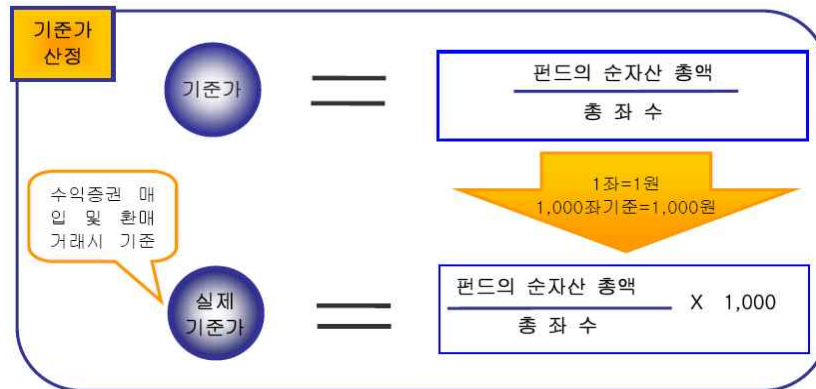 기준가
산정
기준가
펀드의 순자산 총액
총 좌 수
1좌=1원
1,000좌기준=1,000원
수익증권 매
입 및 환매
거래시 기준
실제
기준가
펀드의 순자산 총액
총 좌 수
X 1,000